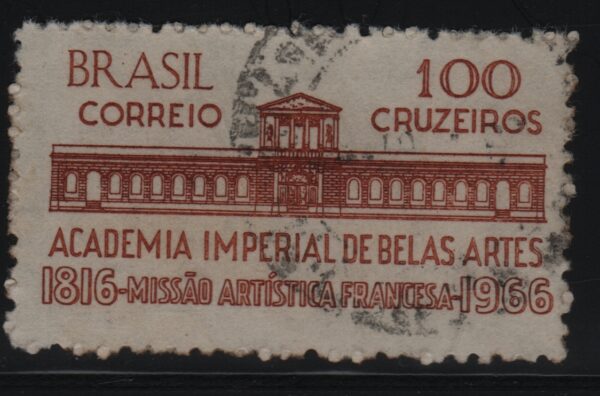 BRASIL 100
CORREIO CRUZEIROS
ACADEMIA IMPERIAL DE BELAS ARTES
1816-MISSÃO ARTÍSTICA FRANCESA-1966